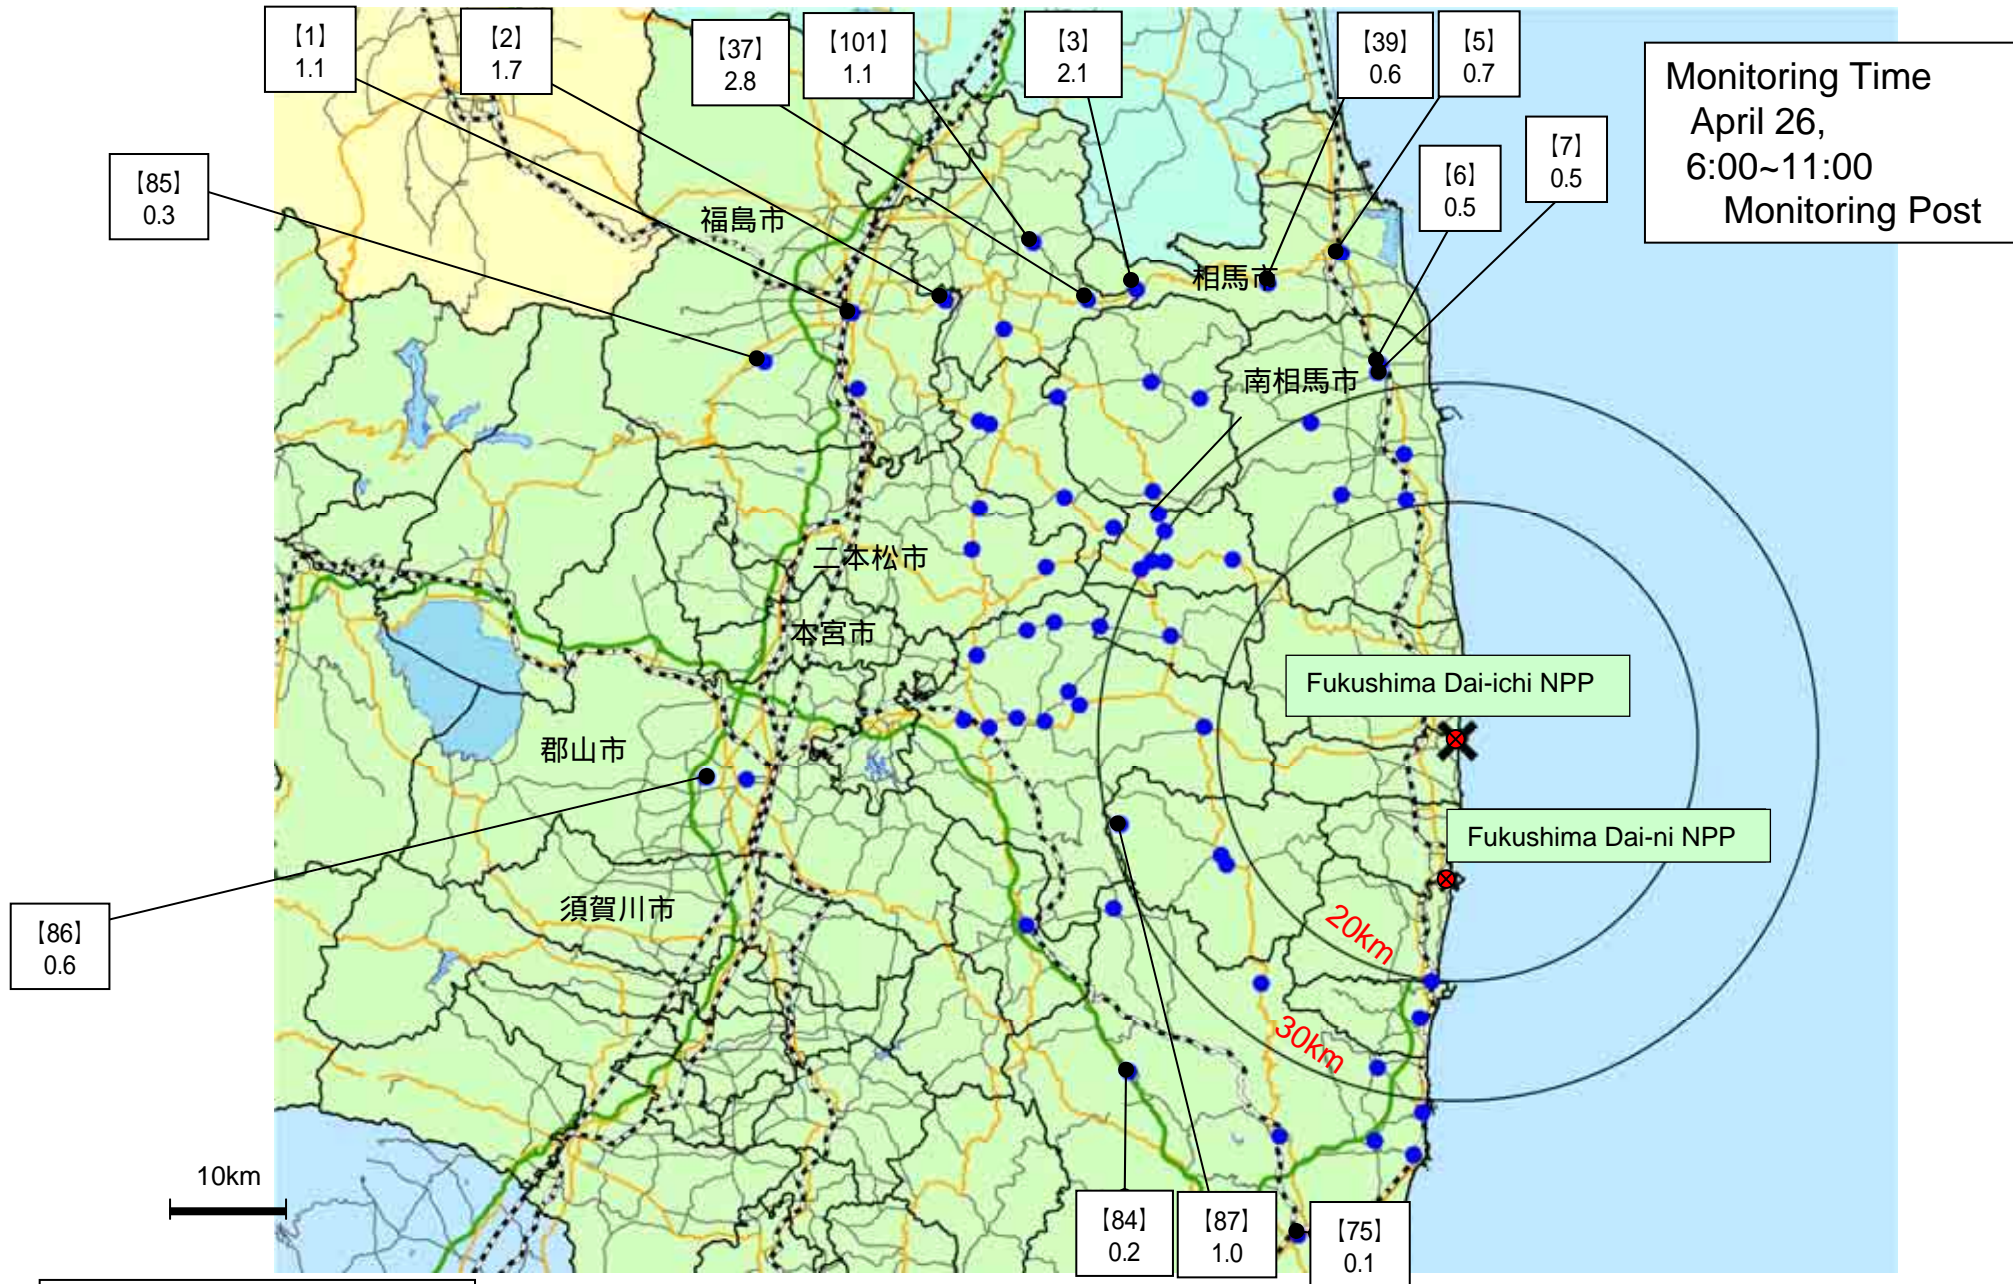 【1】
1.1
【2】
1.7
【37】
2.8
【101】
1.1
【3】
2.1
【39】
0.6
【5】
0.7
Monitoring Time
April 26,
6:00~11:00
Monitoring Post
【7】
0.5
【6】
0.5
【85】
0.3
福島市
相馬市
南相馬市
二本松市
本宮市
Fukushima Dai-ichi NPP
郡山市
Fukushima Dai-ni NPP
須賀川市
【86】
0.6
20km
30km
10km
【84】
0.2
【87】
1.0
【75】
0.1